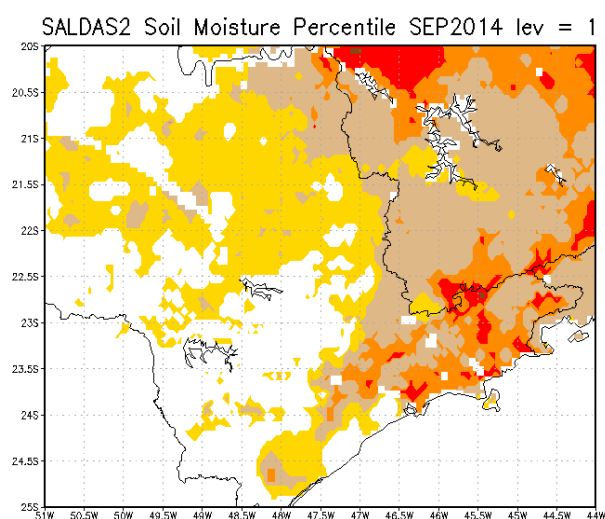 SALDAS2 Soil Moisture Percentile SEP2014 lev = 1
20S
20.5S
21S
21.5S
22S
22.5S
23S
23.5S
24S
24.5S
25S
51W 50.5W 50W 49.5W 49W 48.5W 48W 47.5W 47W 46.5W 46W 45.5W 45W 44.5W 44W